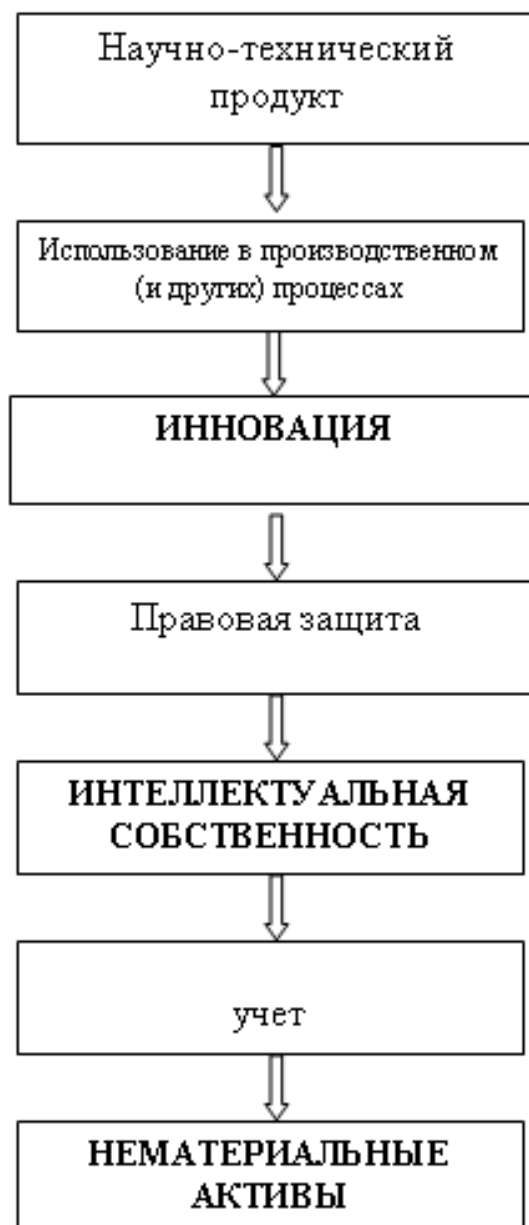 Научно-технический
продукт
Использование в производственном
(и других) процессах
ИННОВАЦИЯ
Правовая защита
ИНТЕЛЛЕКТУАЛЬНАЯ
СОБСТВЕННОСТЬ
учет
НЕМАТЕРИАЛЬНЫЕ
АКТИВЫ